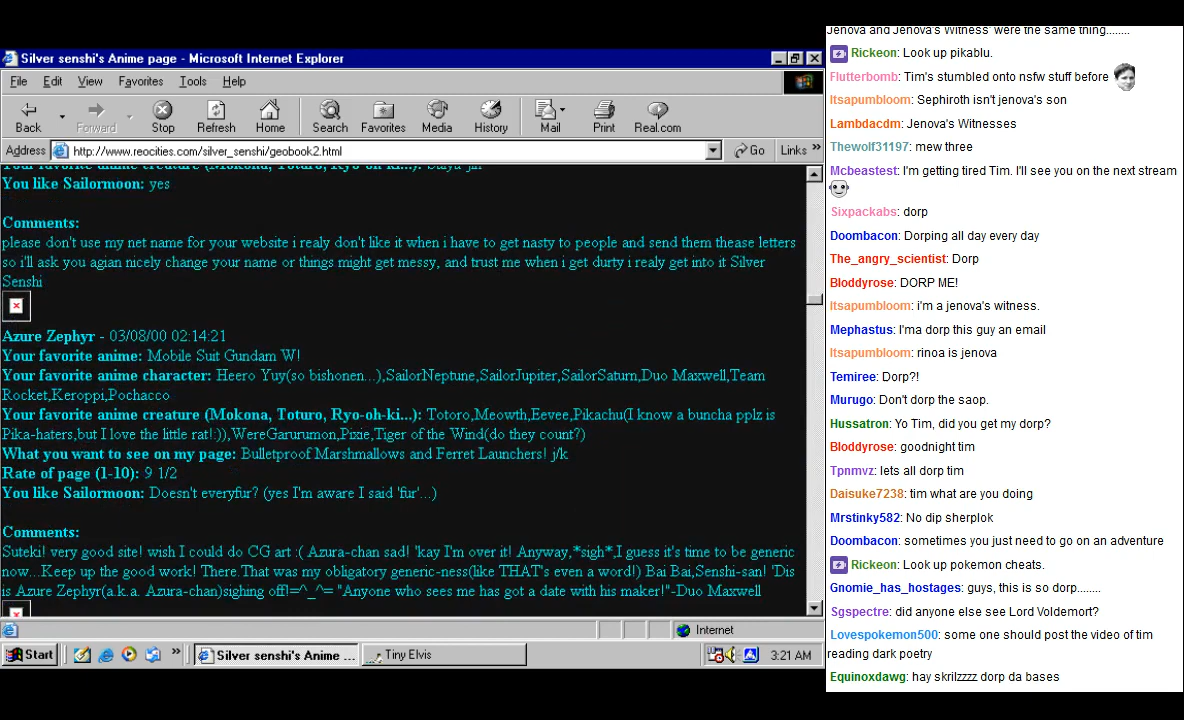 Silver senshi's Anime page - Microsoft Internet Explorer
File Edit View Favorites Tools Help
Back Forward Stop Refresh Home Search Favorites Media History Mail Print Real.com
Address http://www.reocities.com/silver_senshi/geobook2.html Go Links »
Your favorite anime creature (Mokona, Toturo, Ryo-oh-ki...):
You like Sailormoon: yes
Comments:
please don't use my net name for your website i realy don't like it when i have to get nasty to people and send them thease letters
so i'll ask you agian nicely change your name or things might get messy, and trust me when i get durty i realy get into it Silver
Senshi
Azure Zephyr - 03/08/00 02:14:21
Your favorite anime: Mobile Suit Gundam W!
Your favorite anime character: Heero Yuy(so bishonen...),SailorNeptune,SailorJupiter,SailorSaturn,Duo Maxwell,Team
Rocket,Keroppi,Pochacco
Your favorite anime creature (Mokona, Toturo, Ryo-oh-ki...): Totoro,Meowth,Eevee,Pikachu(I know a buncha pplz is
Pika-haters,but I love the little rat!:)),WereGarurumon,Pixie,Tiger of the Wind(do they count?)
What you want to see on my page: Bulletproof Marshmallows and Ferret Launchers! j/k
Rate of page (1-10): 9 1/2
You like Sailormoon: Doesn't everyfur? (yes I'm aware I said 'fur'...)
Comments:
Suteki! very good site! wish I could do CG art :( Azura-chan sad! 'kay I'm over it! Anyway,*sigh*,I guess it's time to be generic
now...Keep up the good work! There.That was my obligatory generic-ness(like THAT's even a word!) Bai Bai,Senshi-san! 'Dis
is Azure Zephyr(a.k.a. Azura-chan)sighing off!=^_^= "Anyone who sees me has got a date with his maker!"-Duo Maxwell
Internet
Start » Silver senshi's Anime ... Tiny Elvis 3:21 AM
Jenova and Jenova's Witness' were the same thing........
Rickeon: Look up pikablu.
Flutterbomb: Tim's stumbled onto nsfw stuff before
Itsapumbloom: Sephiroth isn't jenova's son
Lambdacdm: Jenova's Witnesses
Thewolf31197: mew three
Mcbeastest: I'm getting tired Tim. I'll see you on the next stream
Sixpackabs: dorp
Doombacon: Dorping all day every day
The_angry_scientist: Dorp
Bloddyrose: DORP ME!
Itsapumbloom: i'm a jenova's witness.
Mephastus: I'ma dorp this guy an email
Itsapumbloom: rinoa is jenova
Temiree: Dorp?!
Murugo: Don't dorp the saop.
Hussatron: Yo Tim, did you get my dorp?
Bloddyrose: goodnight tim
Tpnmvz: lets all dorp tim
Daisuke7238: tim what are you doing
Mrstinky582: No dip sherplok
Doombacon: sometimes you just need to go on an adventure
Rickeon: Look up pokemon cheats.
Gnomie_has_hostages: guys, this is so dorp........
Sgspectre: did anyone else see Lord Voldemort?
Lovespokemon500: some one should post the video of tim
reading dark poetry
Equinoxdawg: hay skrilzzzz dorp da bases